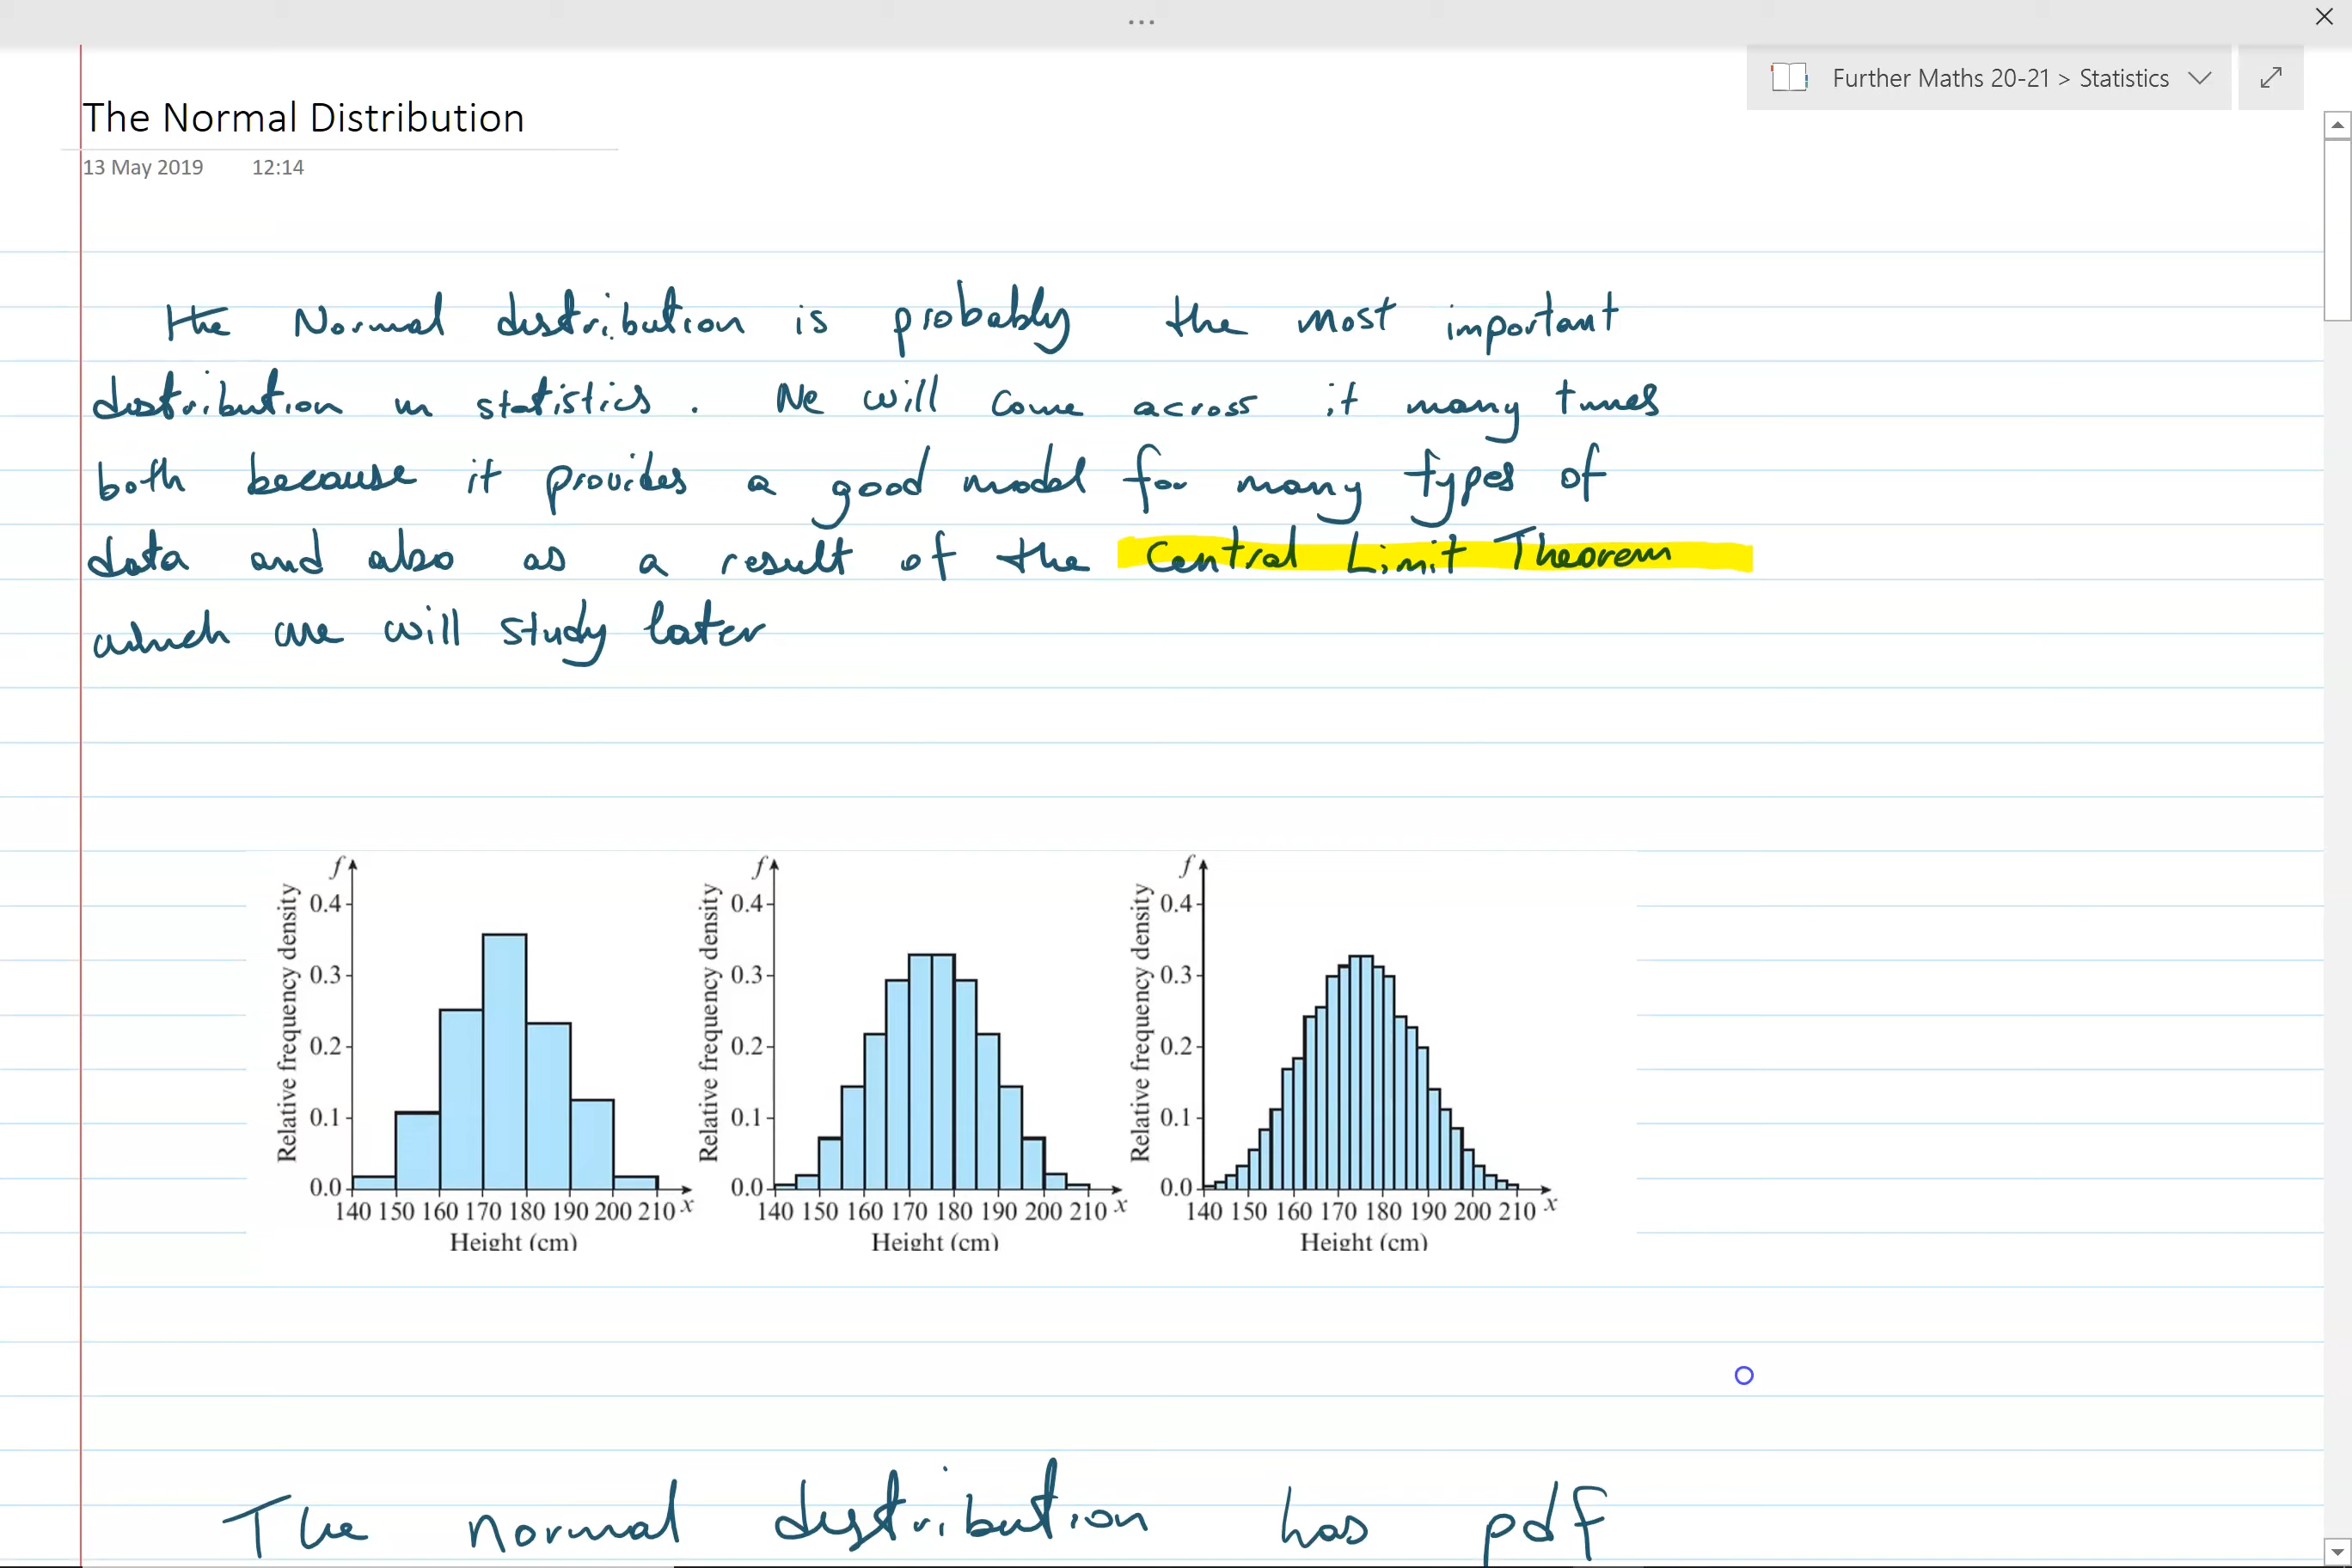 Further Maths 20-21 > Statistics
The Normal Distribution
13 May 2019 12:14
The Normal distribution is probably the most important
distribution in statistics. We will come across it many times
both because it provides a good model for many types of
data and also as a result of the Central Limit Theorem
which we will study later
f
Relative frequency density
0.4
0.3
0.2
0.1
0.0
140 150 160 170 180 190 200 210 x
Height (cm)
f
Relative frequency density
0.4
0.3
0.2
0.1
0.0
140 150 160 170 180 190 200 210 x
Height (cm)
f
Relative frequency density
0.4
0.3
0.2
0.1
0.0
140 150 160 170 180 190 200 210 x
Height (cm)
The normal distribution has pdf